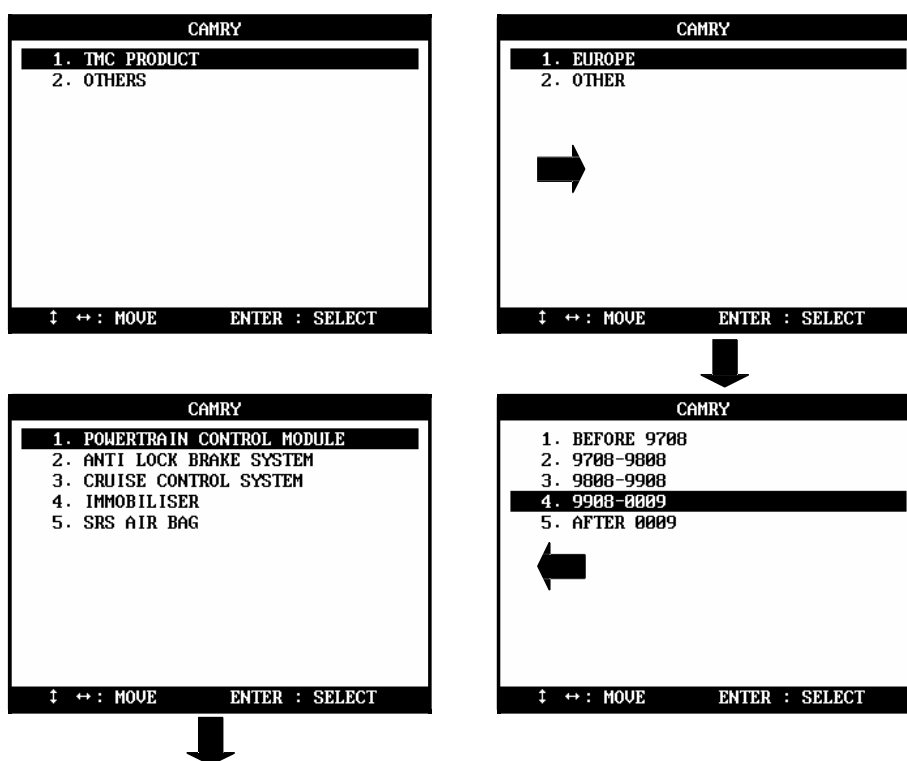 CAMRY
1. TMC PRODUCT
2. OTHERS
↕ ↔: MOVE ENTER : SELECT
CAMRY
1. EUROPE
2. OTHER
↕ ↔: MOVE ENTER : SELECT
CAMRY
1. POWERTRAIN CONTROL MODULE
2. ANTI LOCK BRAKE SYSTEM
3. CRUISE CONTROL SYSTEM
4. IMMOBILISER
5. SRS AIR BAG
↕ ↔: MOVE ENTER : SELECT
CAMRY
1. BEFORE 9708
2. 9708-9808
3. 9808-9908
4. 9908-0009
5. AFTER 0009
↕ ↔: MOVE ENTER : SELECT